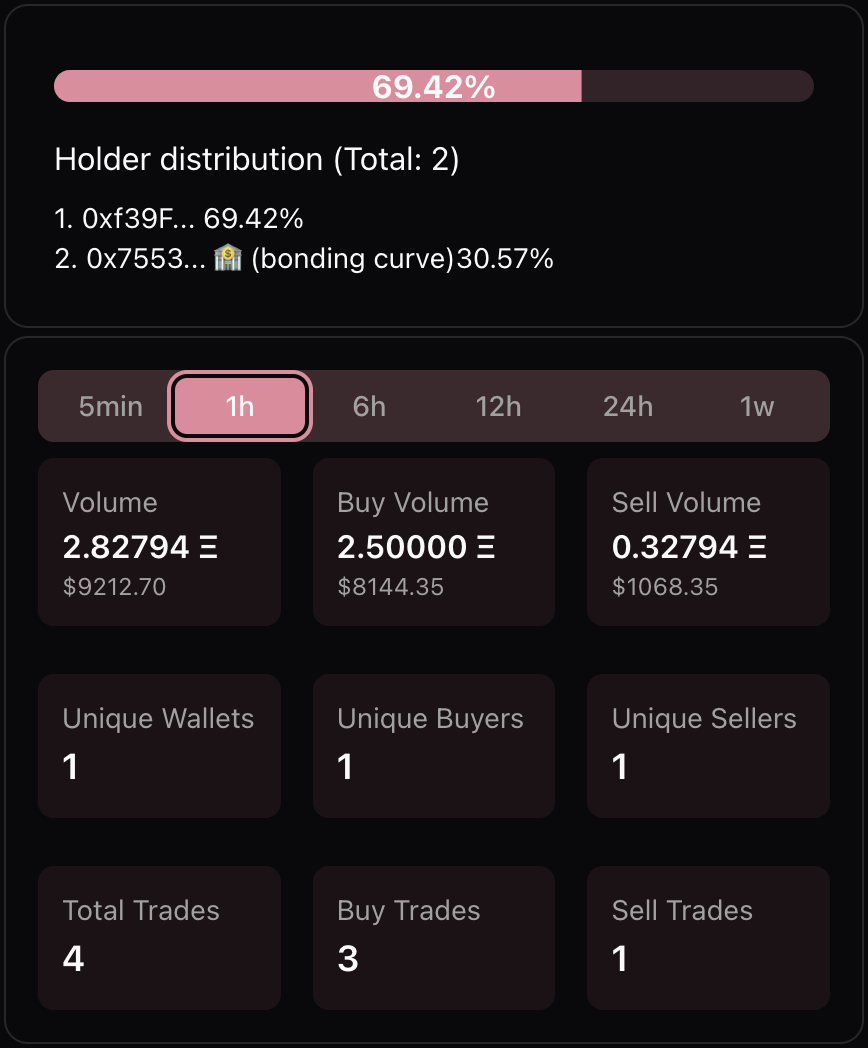 69.42%
Holder distribution (Total: 2)
1. 0xf39F... 69.42%
2. 0x7553... 🏦 (bonding curve)30.57%
5min 1h 6h 12h 24h 1w
Volume Buy Volume Sell Volume
2.82794 Ξ 2.50000 Ξ 0.32794 Ξ
$9212.70 $8144.35 $1068.35
Unique Wallets Unique Buyers Unique Sellers
1 1 1
Total Trades Buy Trades Sell Trades
4 3 1